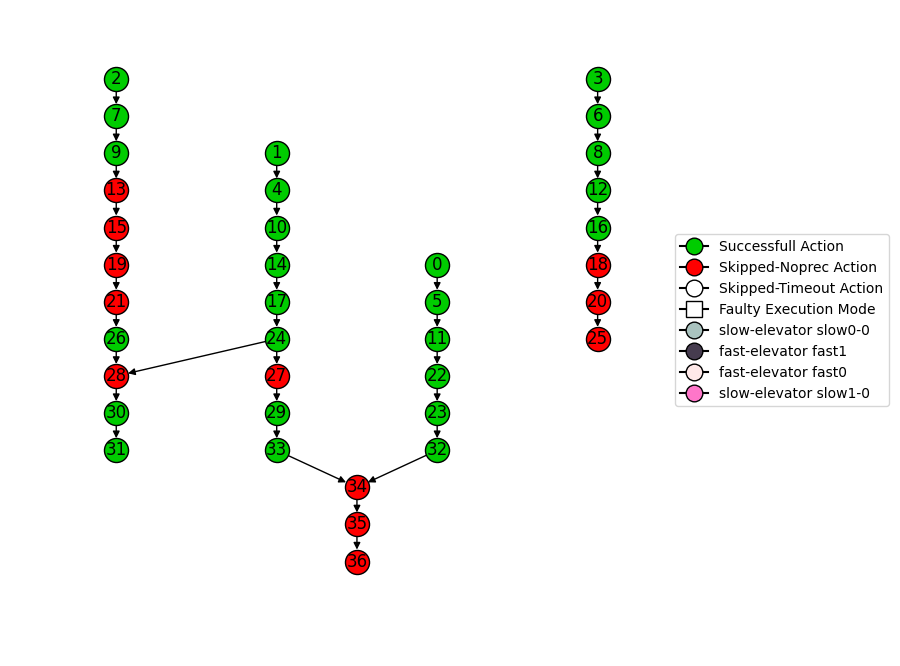 2 3
7 6
9 1 8
13 4 12
15 10 16
19 14 0 18
21 17 5 20
26 24 11 25
28 27 22
30 29 23
31 33 32
34
35
36
Successfull Action
Skipped-Noprec Action
Skipped-Timeout Action
Faulty Execution Mode
slow-elevator slow0-0
fast-elevator fast1
fast-elevator fast0
slow-elevator slow1-0